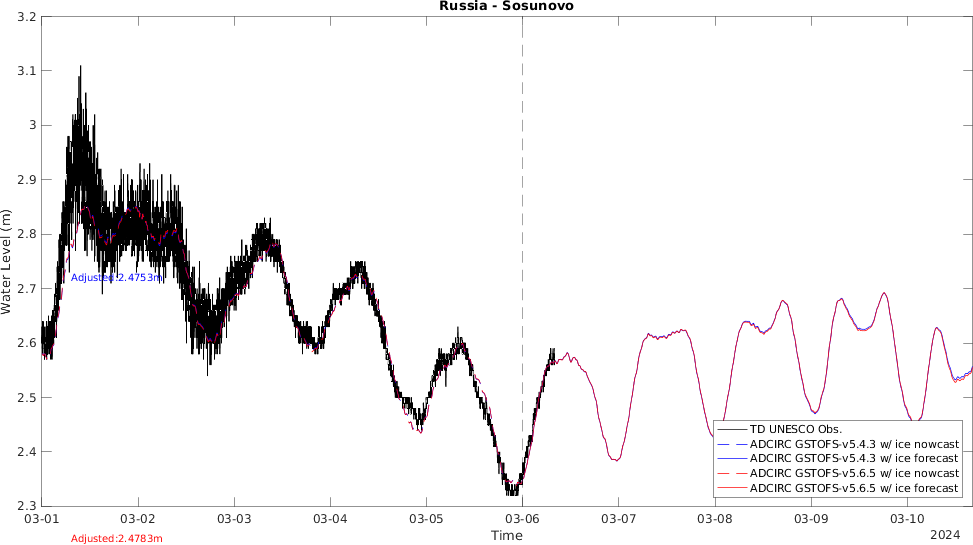 Russia - Sosunovo
3.2
3.1
3
2.9
2.8
2.7
2.6
2.5
2.4
2.3
Water Level (m)
Adjusted:2.4753m
TD UNESCO Obs.
ADCIRC GSTOFS-v5.4.3 w/ ice nowcast
ADCIRC GSTOFS-v5.4.3 w/ ice forecast
ADCIRC GSTOFS-v5.6.5 w/ ice nowcast
ADCIRC GSTOFS-v5.6.5 w/ ice forecast
03-01 03-02 03-03 03-04 03-05 03-06 03-07 03-08 03-09 03-10
Time
2024
Adjusted:2.4783m